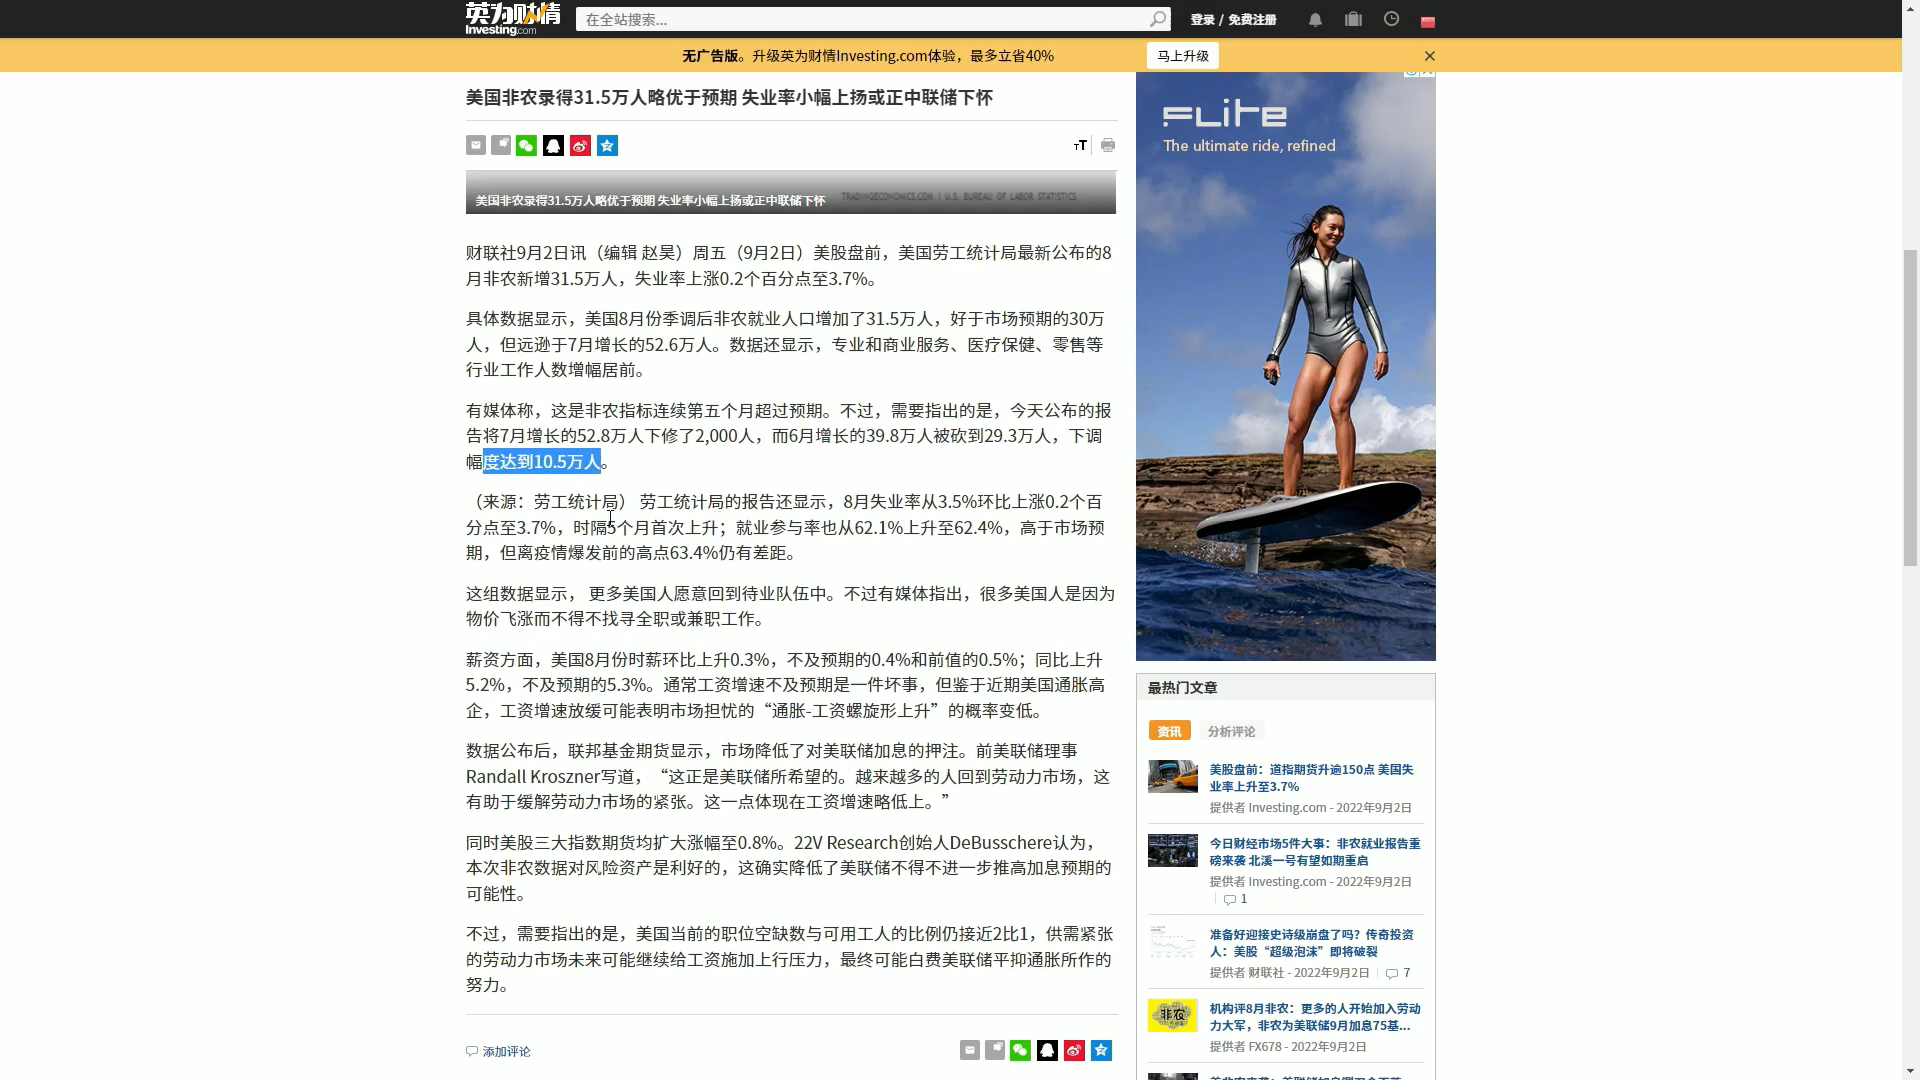 英为财情
Investing.com
在全站搜索...
登录 / 免费注册
无广告版。升级英为财情Investing.com体验，最多立省40%
马上升级
美国非农录得31.5万人略优于预期 失业率小幅上扬或正中联储下怀
美国非农录得31.5万人略优于预期 失业率小幅上扬或正中联储下怀
TRADINGECONOMICS.COM | U.S. BUREAU OF LABOR STATISTICS
财联社9月2日讯（编辑 赵昊）周五（9月2日）美股盘前，美国劳工统计局最新公布的8
月非农新增31.5万人，失业率上涨0.2个百分点至3.7%。
具体数据显示，美国8月份季调后非农就业人口增加了31.5万人，好于市场预期的30万
人，但远逊于7月增长的52.6万人。数据还显示，专业和商业服务、医疗保健、零售等
行业工作人数增幅居前。
有媒体称，这是非农指标连续第五个月超过预期。不过，需要指出的是，今天公布的报
告将7月增长的52.8万人下修了2,000人，而6月增长的39.8万人被砍到29.3万人，下调
幅度达到10.5万人。
（来源：劳工统计局） 劳工统计局的报告还显示，8月失业率从3.5%环比上涨0.2个百
分点至3.7%，时隔5个月首次上升；就业参与率也从62.1%上升至62.4%，高于市场预
期，但离疫情爆发前的高点63.4%仍有差距。
这组数据显示， 更多美国人愿意回到待业队伍中。不过有媒体指出，很多美国人是因为
物价飞涨而不得不找寻全职或兼职工作。
薪资方面，美国8月份时薪环比上升0.3%，不及预期的0.4%和前值的0.5%；同比上升
5.2%，不及预期的5.3%。通常工资增速不及预期是一件坏事，但鉴于近期美国通胀高
企，工资增速放缓可能表明市场担忧的“通胀-工资螺旋形上升”的概率变低。
数据公布后，联邦基金期货显示，市场降低了对美联储加息的押注。前美联储理事
Randall Kroszner写道，“这正是美联储所希望的。越来越多的人回到劳动力市场，这
有助于缓解劳动力市场的紧张。这一点体现在工资增速略低上。”
同时美股三大指数期货均扩大涨幅至0.8%。22V Research创始人DeBusschere认为，
本次非农数据对风险资产是利好的，这确实降低了美联储不得不进一步推高加息预期的
可能性。
不过，需要指出的是，美国当前的职位空缺数与可用工人的比例仍接近2比1，供需紧张
的劳动力市场未来可能继续给工资施加上行压力，最终可能白费美联储平抑通胀所作的
努力。
添加评论
FLITE
The ultimate ride, refined
最热门文章
资讯
分析评论
美股盘前：道指期货升逾150点 美国失
业率上升至3.7%
提供者 Investing.com - 2022年9月2日
今日财经市场5件大事：非农就业报告重
磅来袭 北溪一号有望如期重启
提供者 Investing.com - 2022年9月2日
1
准备好迎接史诗级崩盘了吗？传奇投资
人：美股“超级泡沫”即将破裂
提供者 财联社 - 2022年9月2日
7
非农
机构评8月非农：更多的人开始加入劳动
力大军，非农为美联储9月加息75基...
提供者 FX678 - 2022年9月2日